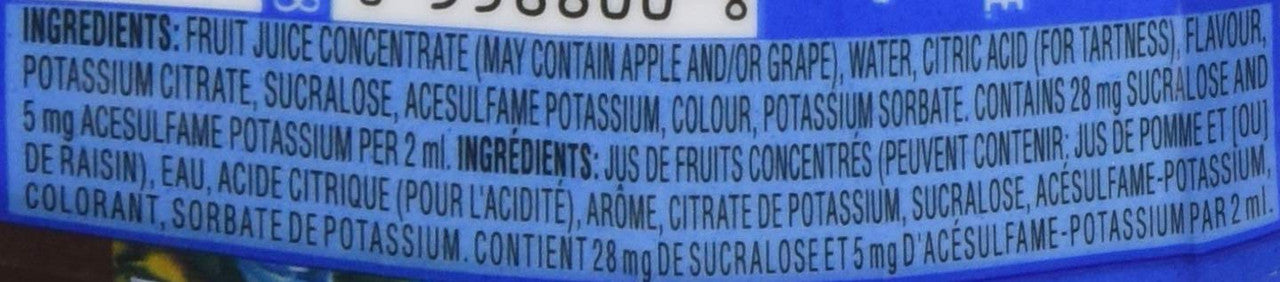 INGREDIENTS: FRUIT JUICE CONCENTRATE (MAY CONTAIN APPLE AND/OR GRAPE), WATER, CITRIC ACID (FOR TARTNESS), FLAVOUR,
POTASSIUM CITRATE, SUCRALOSE, ACESULFAME POTASSIUM, COLOUR, POTASSIUM SORBATE. CONTAINS 28 mg SUCRALOSE AND
5 mg ACESULFAME POTASSIUM PER 2 ml. INGRÉDIENTS: JUS DE FRUITS CONCENTRÉS (PEUVENT CONTENIR: JUS DE POMME ET [OU]
DE RAISIN), EAU, ACIDE CITRIQUE (POUR L'ACIDITÉ), ARÔME, CITRATE DE POTASSIUM, SUCRALOSE, ACÉSULFAME-POTASSIUM,
COLORANT, SORBATE DE POTASSIUM. CONTIENT 28 mg DE SUCRALOSE ET 5 mg D'ACÉSULFAME-POTASSIUM PAR 2 ml.